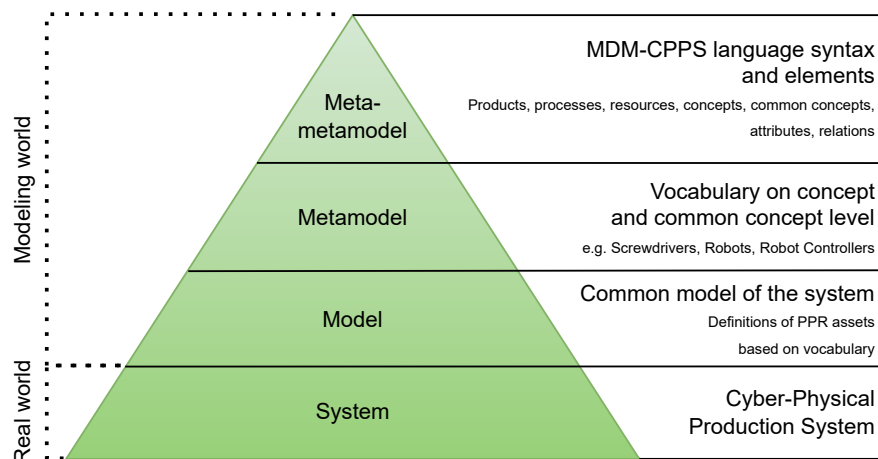 Modeling world
Real world
Meta-
metamodel
MDM-CPPS language syntax
and elements
Products, processes, resources, concepts, common concepts,
attributes, relations
Metamodel
Vocabulary on concept
and common concept level
e.g. Screwdrivers, Robots, Robot Controllers
Model
Common model of the system
Definitions of PPR assets
based on vocabulary
System
Cyber-Physical
Production System